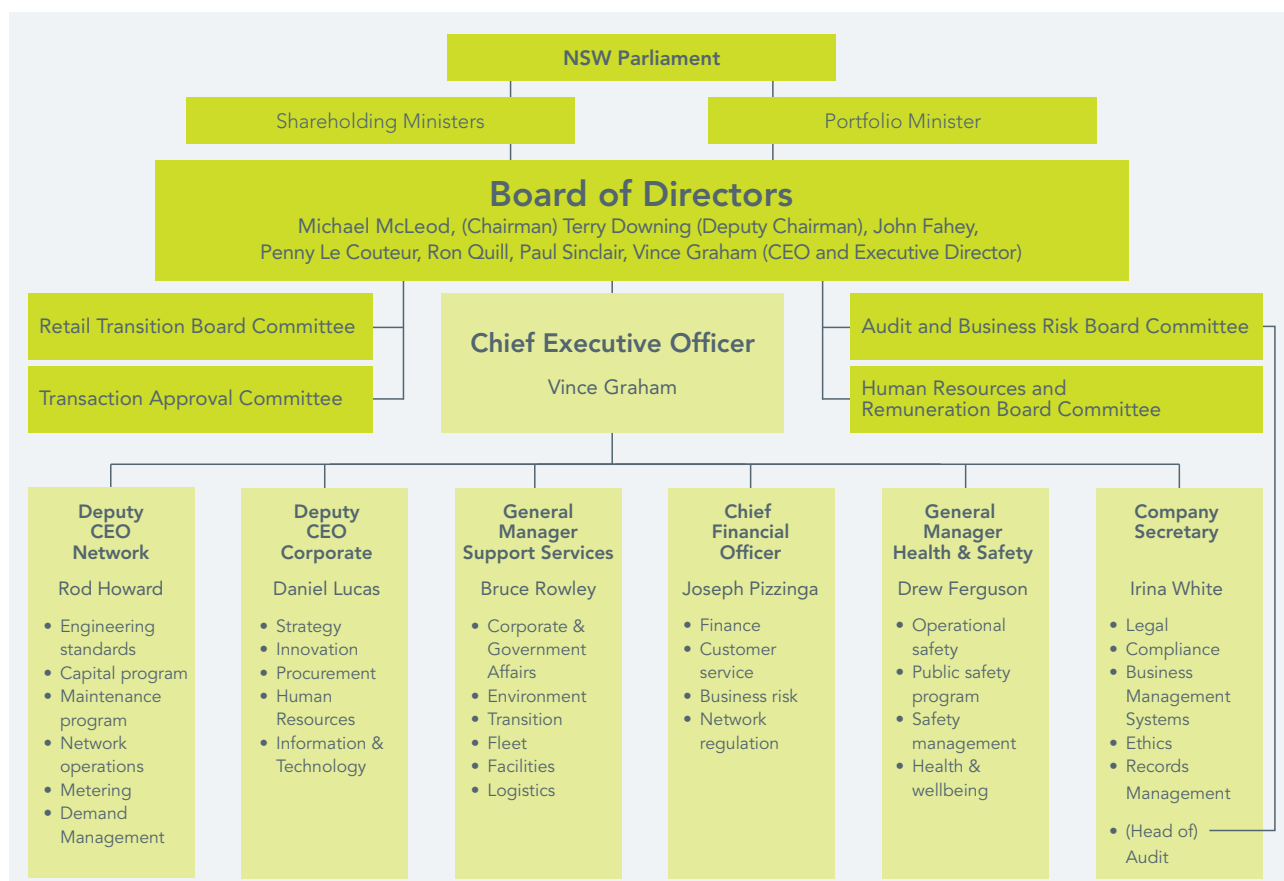 NSW Parliament
Shareholding Ministers
Portfolio Minister
Board of Directors
Michael McLeod, (Chairman) Terry Downing (Deputy Chairman), John Fahey,
Penny Le Couteur, Ron Quill, Paul Sinclair, Vince Graham (CEO and Executive Director)
Retail Transition Board Committee
Transaction Approval Committee
Chief Executive Officer
Vince Graham
Audit and Business Risk Board Committee
Human Resources and
Remuneration Board Committee
Deputy
CEO
Network
Rod Howard
• Engineering
standards
• Capital program
• Maintenance
program
• Network
operations
• Metering
• Demand
Management
Deputy
CEO
Corporate
Daniel Lucas
• Strategy
• Innovation
• Procurement
• Human
Resources
• Information &
Technology
General
Manager
Support Services
Bruce Rowley
• Corporate &
Government
Affairs
• Environment
• Transition
• Fleet
• Facilities
• Logistics
Chief
Financial
Officer
Joseph Pizzinga
• Finance
• Customer
service
• Business risk
• Network
regulation
General
Manager
Health & Safety
Drew Ferguson
• Operational
safety
• Public safety
program
• Safety
management
• Health &
wellbeing
Company
Secretary
Irina White
• Legal
• Compliance
• Business
Management
Systems
• Ethics
• Records
Management
• (Head of)
Audit